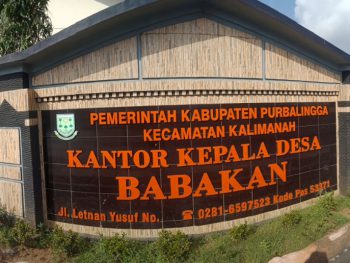 PEMERINTAH KABUPATEN PURBALINGGA
KECAMATAN KALIMANAH
KANTOR KEPALA DESA
BABAKAN
Jl. Letnan Yusuf No. ☎ 0281-6597523 Kode Pos 53371